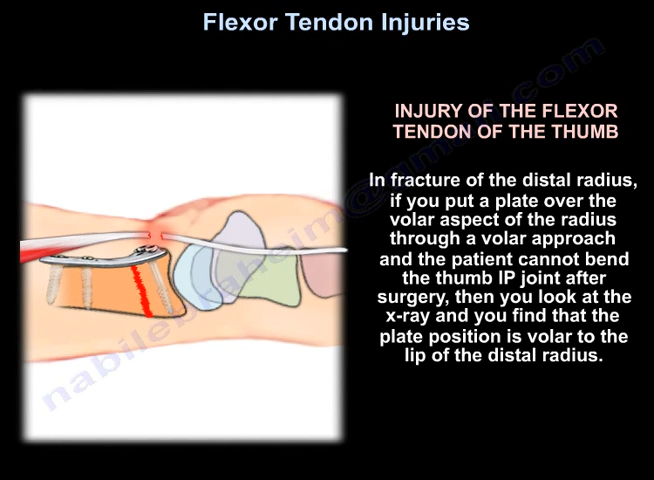 Flexor Tendon Injuries
INJURY OF THE FLEXOR
TENDON OF THE THUMB
In fracture of the distal radius,
if you put a plate over the
volar aspect of the radius
through a volar approach
and the patient cannot bend
the thumb IP joint after
surgery, then you look at the
x-ray and you find that the
plate position is volar to the
lip of the distal radius.
nabilebraheim@gmail.com